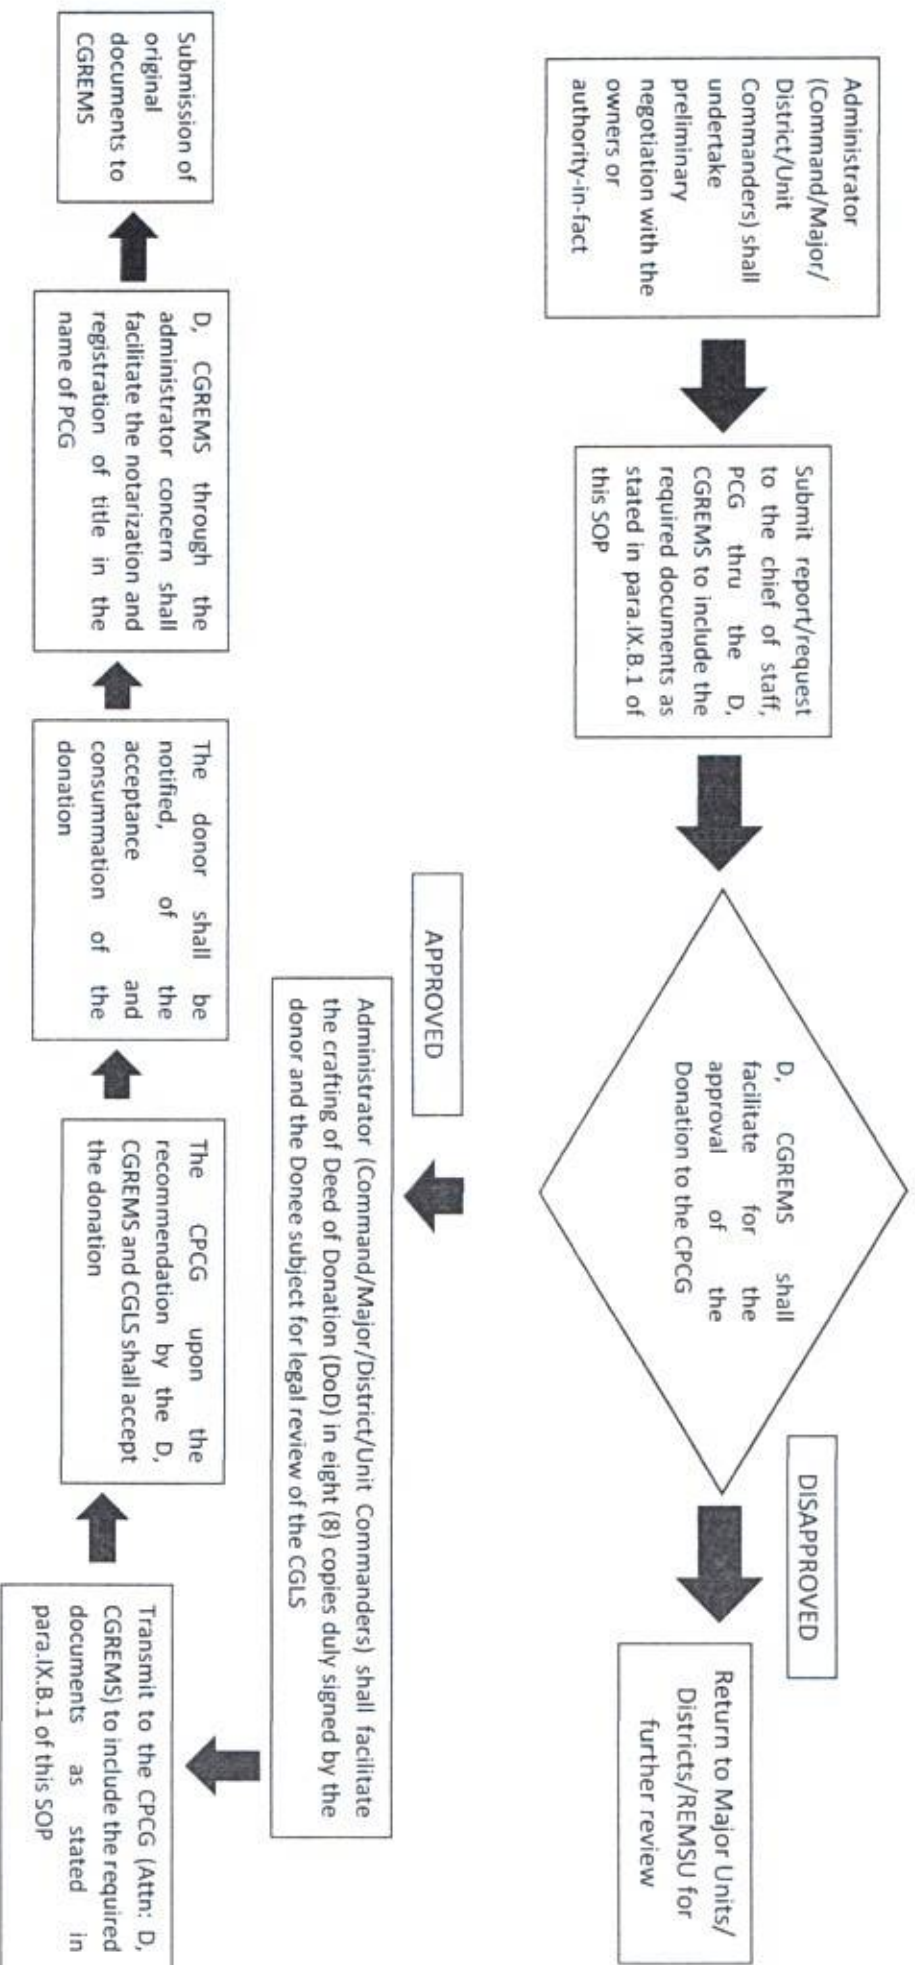 Administrator
(Command/Major/
District/Unit
Commanders) shall
undertake
preliminary
negotiation with the
owners or
authority-in-fact
Submit report/request
to the chief of staff,
PCG thru the D,
CGREMS to include the
required documents as
stated in para.IX.B.1 of
this SOP
D, CGREMS shall
facilitate for the
approval of the
Donation to the CPCG
DISAPPROVED
Return to Major Units/
Districts/REMSU for
further review
APPROVED
Administrator (Command/Major/District/Unit Commanders) shall facilitate
the crafting of Deed of Donation (DoD) in eight (8) copies duly signed by the
donor and the Donee subject for legal review of the CGLS
Transmit to the CPCG (Attn: D,
CGREMS) to include the required
documents as stated in
para.IX.B.1 of this SOP
The CPCG upon the
recommendation by the D,
CGREMS and CGLS shall accept
the donation
The donor shall be
notified, of the
acceptance and
consummation of the
donation
D, CGREMS through the
administrator concern shall
facilitate the notarization and
registration of title in the
name of PCG
Submission of
original
documents to
CGREMS